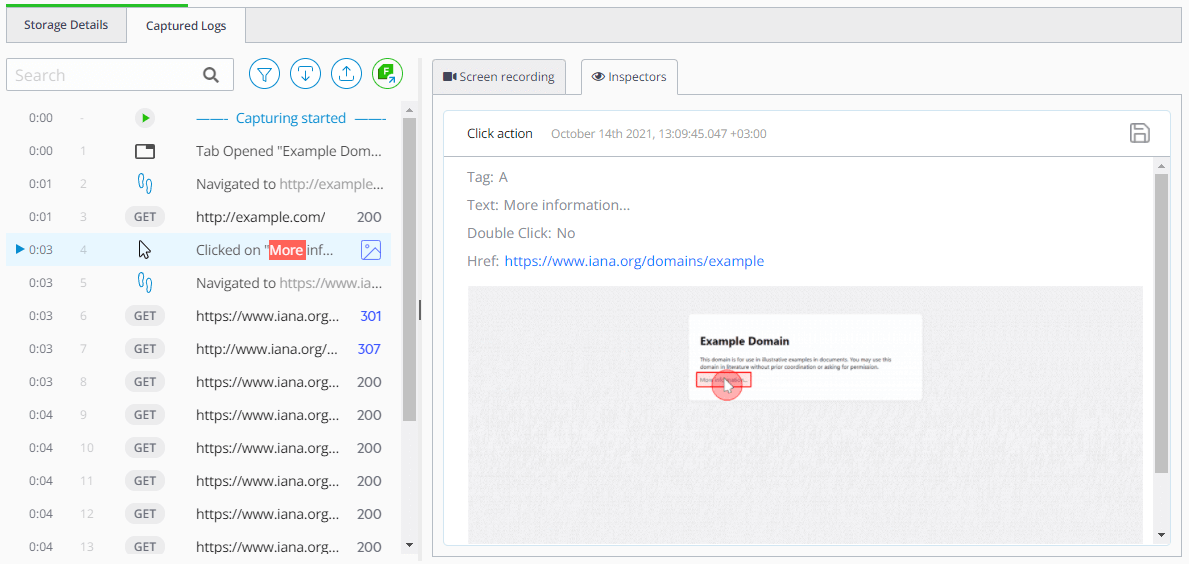 Storage Details
Captured Logs
Search
F
Screen recording
Inspectors
0:00 - —— - Capturing started —— -
0:00 1 Tab Opened "Example Dom...
0:01 2 Navigated to http://example...
0:01 3 GET http://example.com/ 200
0:03 4 Clicked on "More inf...
0:03 5 Navigated to https://www.ia...
0:03 6 GET https://www.iana.org... 301
0:03 7 GET http://www.iana.org/... 307
0:03 8 GET https://www.iana.org... 200
0:04 9 GET https://www.iana.org... 200
0:04 10 GET https://www.iana.org... 200
0:04 11 GET https://www.iana.org... 200
0:04 12 GET https://www.iana.org... 200
0:04 13 GET https://www.iana.org... 200
Click action October 14th 2021, 13:09:45.047 +03:00
Tag: A
Text: More information...
Double Click: No
Href: https://www.iana.org/domains/example
Example Domain
This domain is for use in illustrative examples in documents. You may use this
domain in literature without prior coordination or asking for permission.
More information...